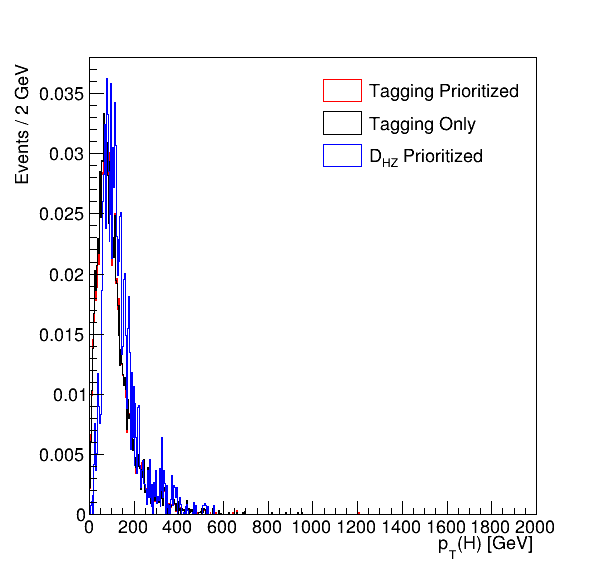 Events / 2 GeV
0.035
0.03
0.025
0.02
0.015
0.01
0.005
0
Tagging Prioritized
Tagging Only
D_HZ Prioritized
0 200 400 600 800 1000 1200 1400 1600 1800 2000
p_T(H) [GeV]